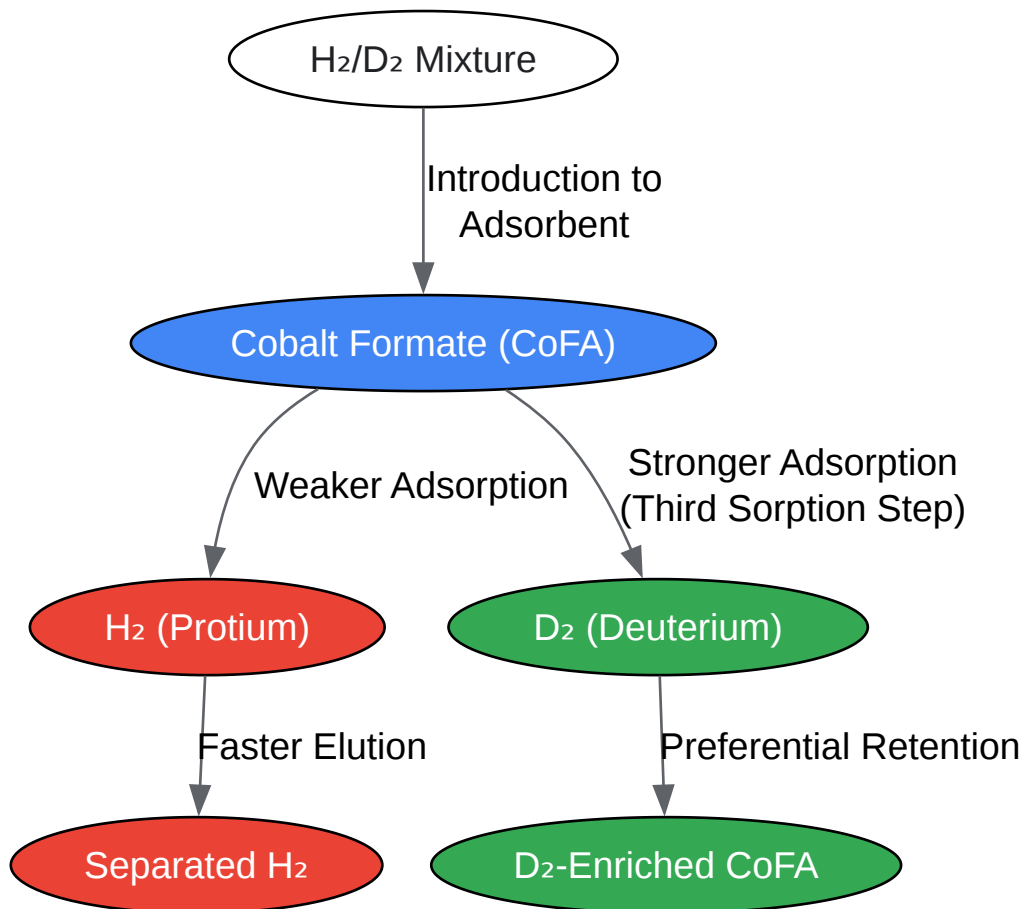 H₂/D₂ Mixture
Introduction to
Adsorbent
Cobalt Formate (CoFA)
Weaker Adsorption
Stronger Adsorption
(Third Sorption Step)
H₂ (Protium)
D₂ (Deuterium)
Faster Elution
Preferential Retention
Separated H₂
D₂-Enriched CoFA